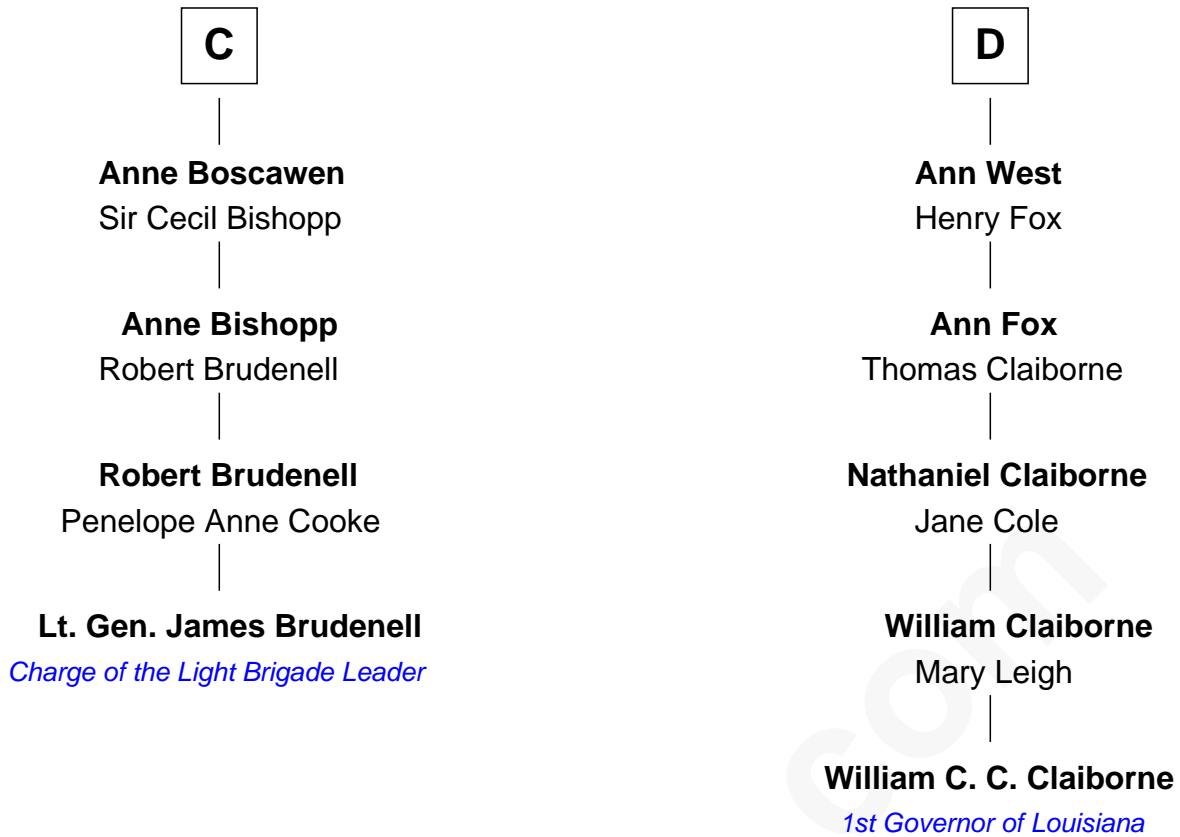 C
Anne Boscawen
Sir Cecil Bishopp
Anne Bishopp
Robert Brudenell
Robert Brudenell
Penelope Anne Cooke
Lt. Gen. James Brudenell
Charge of the Light Brigade Leader
D
Ann West
Henry Fox
Ann Fox
Thomas Claiborne
Nathaniel Claiborne
Jane Cole
William Claiborne
Mary Leigh
William C. C. Claiborne
1st Governor of Louisiana
com